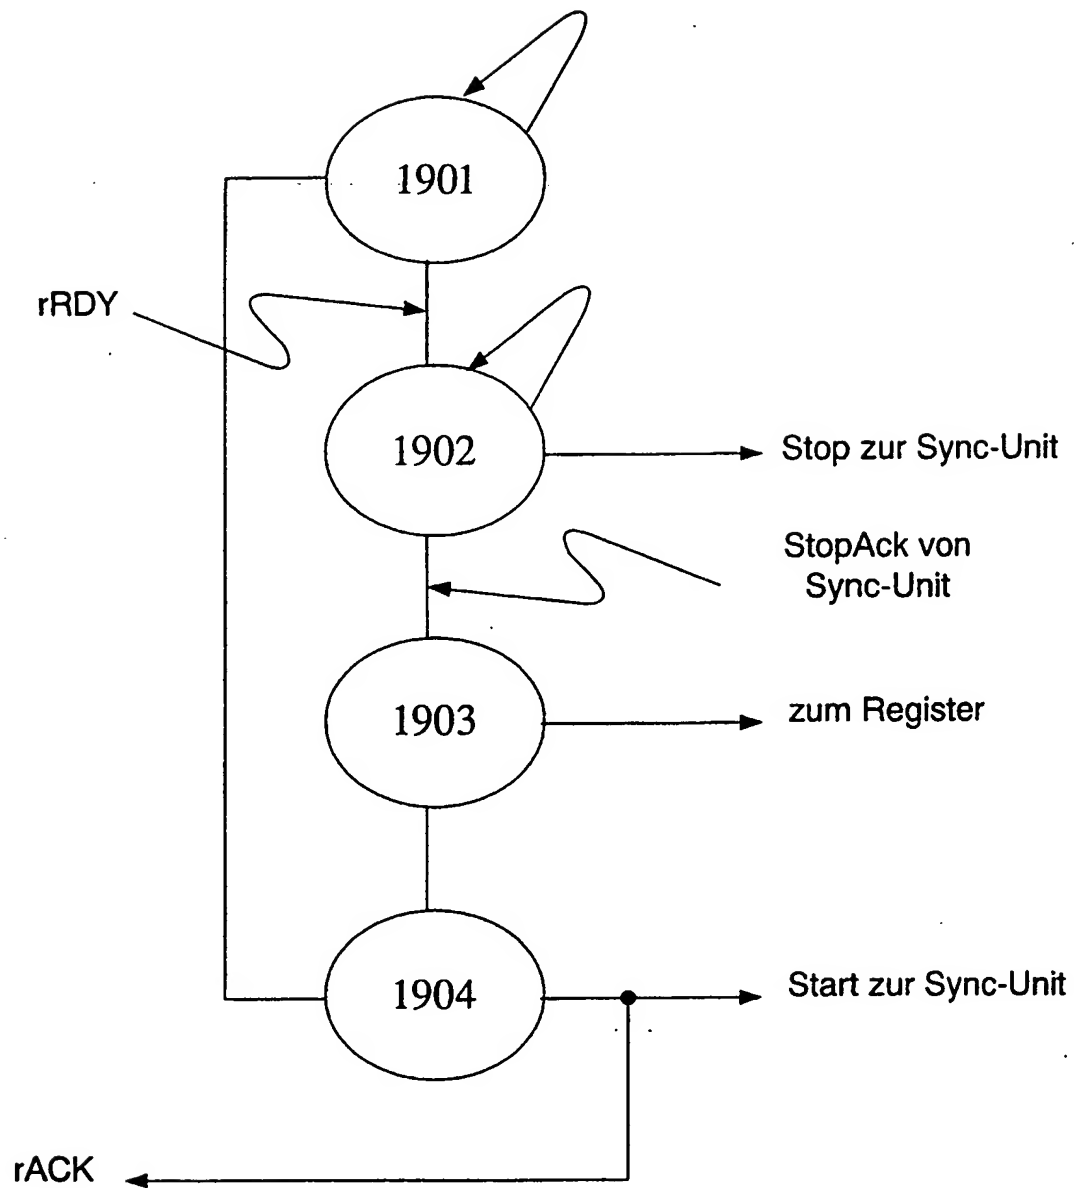 1901
rRDY
1902
Stop zur Sync-Unit
StopAck von
Sync-Unit
1903
zum Register
1904
Start zur Sync-Unit
rACK